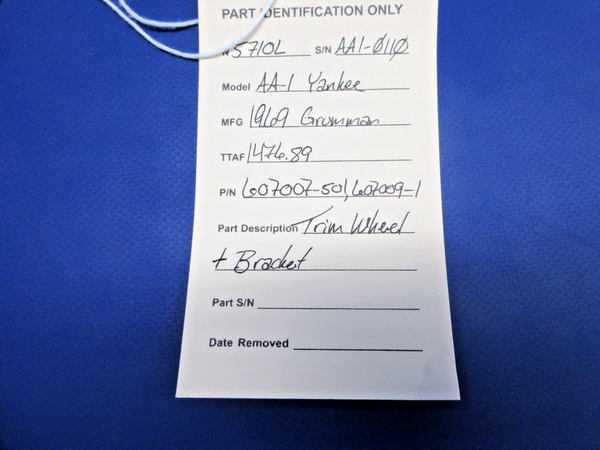 PART IDENTIFICATION ONLY
N 5710L S/N AA1-0110
Model AA-1 Yankee
MFG 1969 Grumman
TTAF 1476.89
P/N 607007-501, 607009-1
Part Description Trim Wheel
+ Bracket
Part S/N
Date Removed